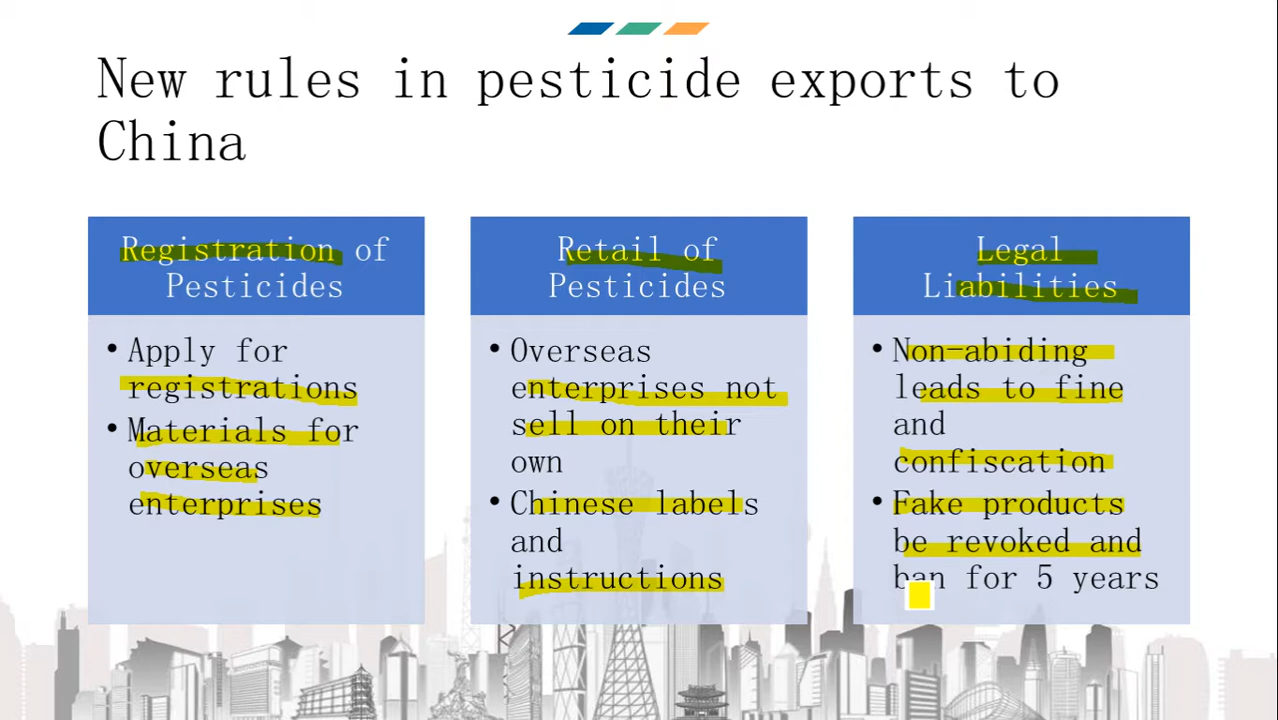 New rules in pesticide exports to
China
Registration of
Pesticides
• Apply for
registrations
• Materials for
overseas
enterprises
Retail of
Pesticides
• Overseas
enterprises not
sell on their
own
• Chinese labels
and
instructions
Legal
Liabilities
• Non-abiding
leads to fine
and
confiscation
• Fake products
be revoked and
ban for 5 years